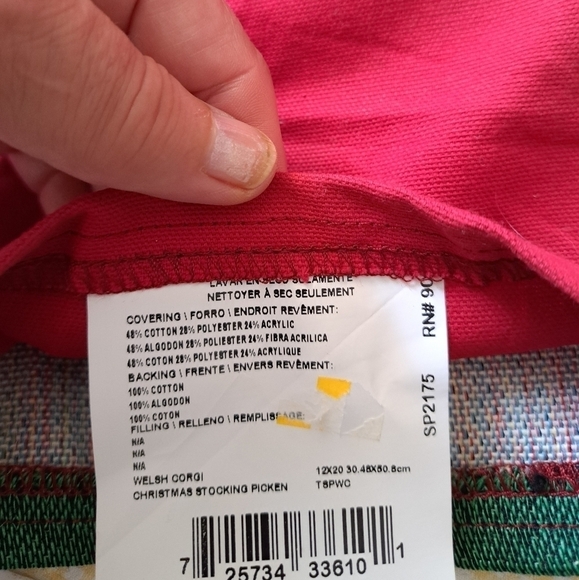 LAVAR EN SECO SOLAMENTE
NETTOYER À SEC SEULEMENT
COVERING \ FORRO \ ENDROIT REVÊMENT:
48% COTTON 28% POLYESTER 24% ACRYLIC
48% ALGODON 28% POLIESTER 24% FIBRA ACRILICA
48% COTON 28% POLYESTER 24% ACRYLIQUE
BACKING \ FRENTE \ ENVERS REVÊMENT:
100% COTTON
100% ALGODON
100% COTON
FILLING \ RELLENO \ REMPLISSAGE:
N/A
N/A
N/A
WELSH CORGI 12X20 30.48X50.8cm
CHRISTMAS STOCKING PICKEN TSPWC
7 25734 33610 1
SP2175 RN# 90